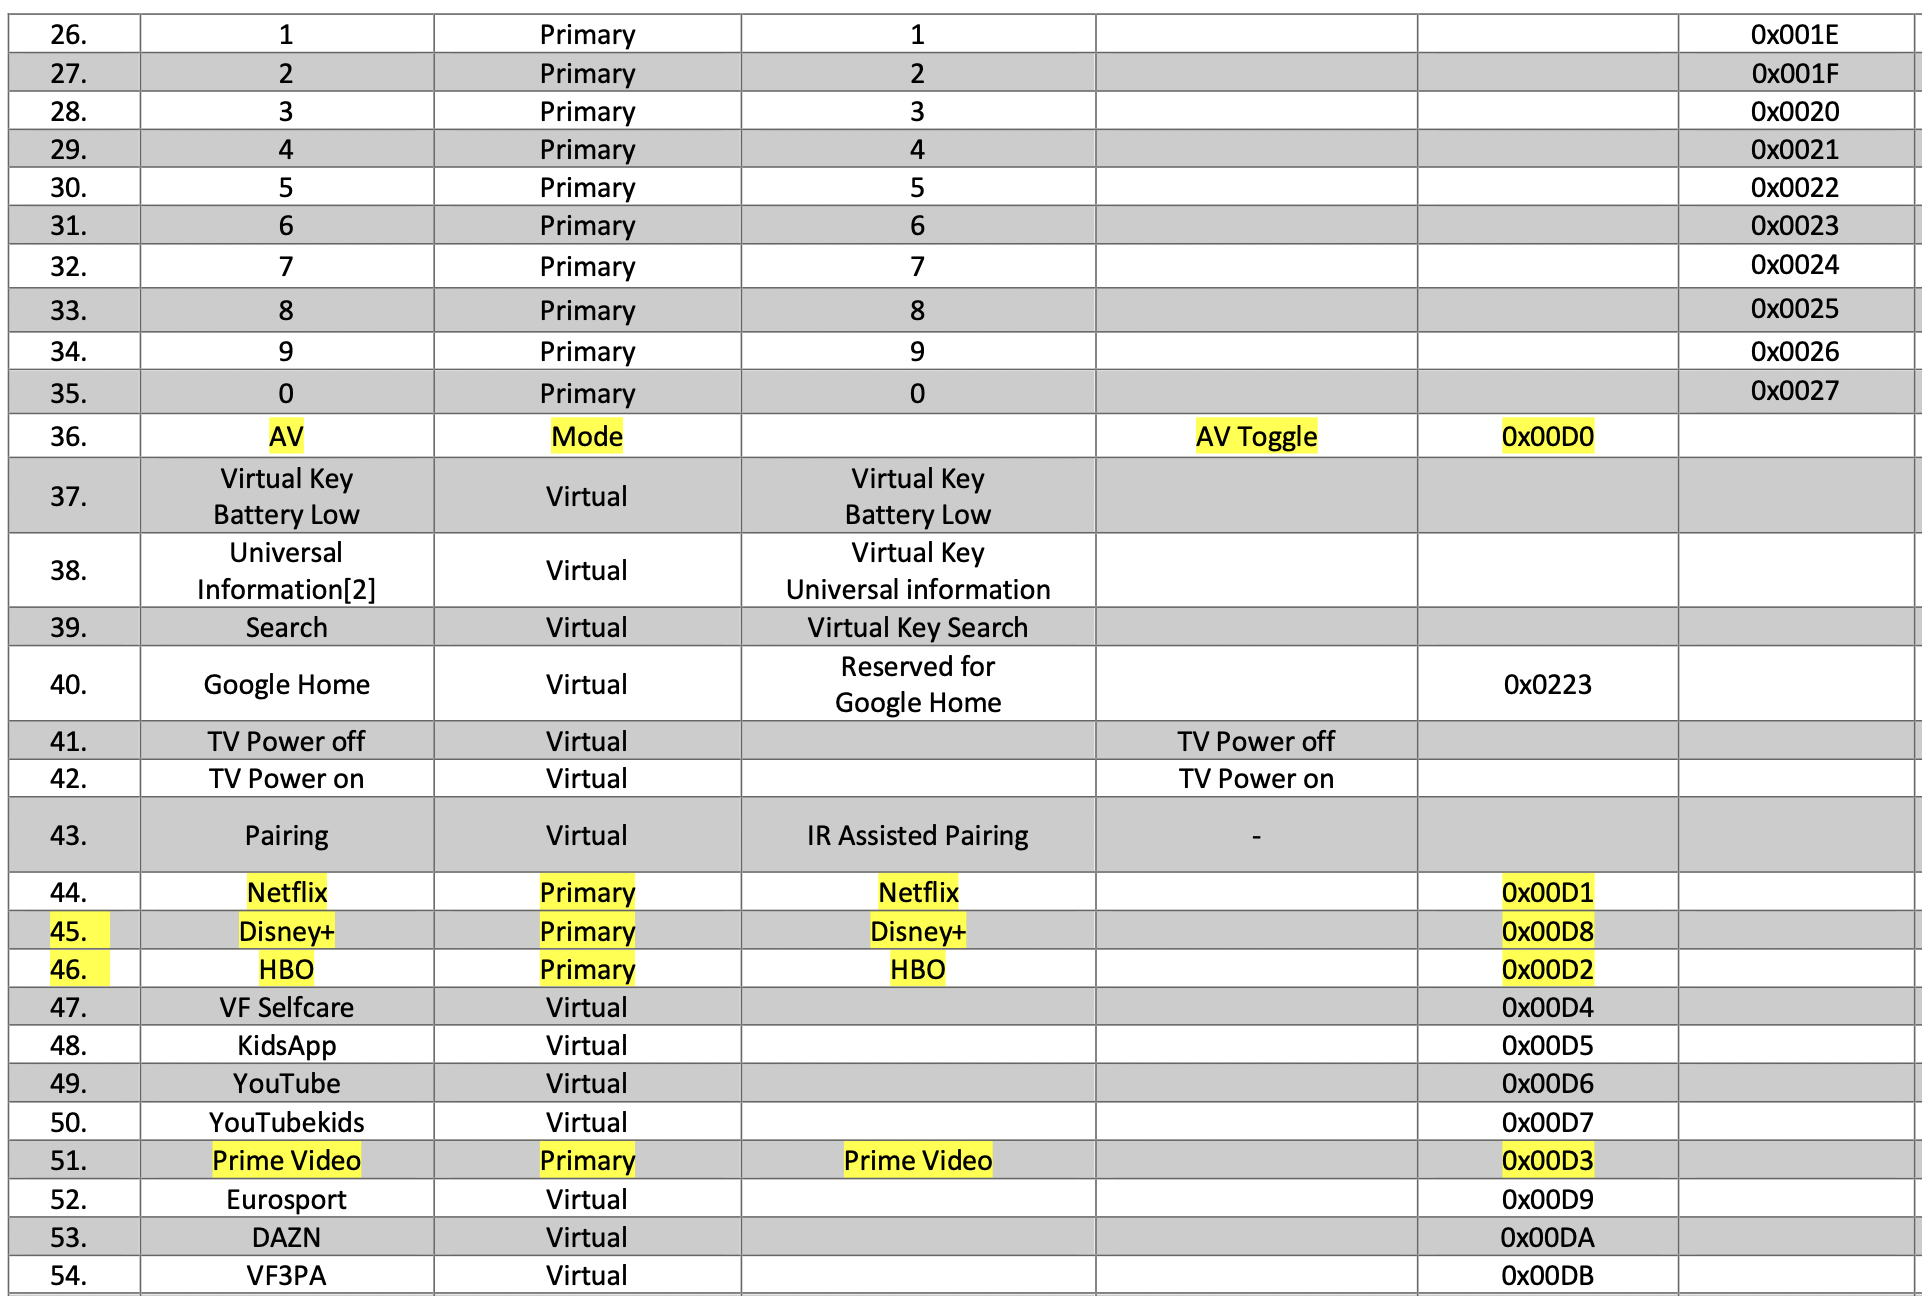 26. 1 Primary 1 0x001E
27. 2 Primary 2 0x001F
28. 3 Primary 3 0x0020
29. 4 Primary 4 0x0021
30. 5 Primary 5 0x0022
31. 6 Primary 6 0x0023
32. 7 Primary 7 0x0024
33. 8 Primary 8 0x0025
34. 9 Primary 9 0x0026
35. 0 Primary 0 0x0027
36. AV Mode AV Toggle 0x00D0
37. Virtual Key Battery Low Virtual Virtual Key Battery Low
38. Universal Information[2] Virtual Virtual Key Universal information
39. Search Virtual Virtual Key Search
40. Google Home Virtual Reserved for Google Home 0x0223
41. TV Power off Virtual TV Power off
42. TV Power on Virtual TV Power on
43. Pairing Virtual IR Assisted Pairing -
44. Netflix Primary Netflix 0x00D1
45. Disney+ Primary Disney+ 0x00D8
46. HBO Primary HBO 0x00D2
47. VF Selfcare Virtual 0x00D4
48. KidsApp Virtual 0x00D5
49. YouTube Virtual 0x00D6
50. YouTubekids Virtual 0x00D7
51. Prime Video Primary Prime Video 0x00D3
52. Eurosport Virtual 0x00D9
53. DAZN Virtual 0x00DA
54. VF3PA Virtual 0x00DB